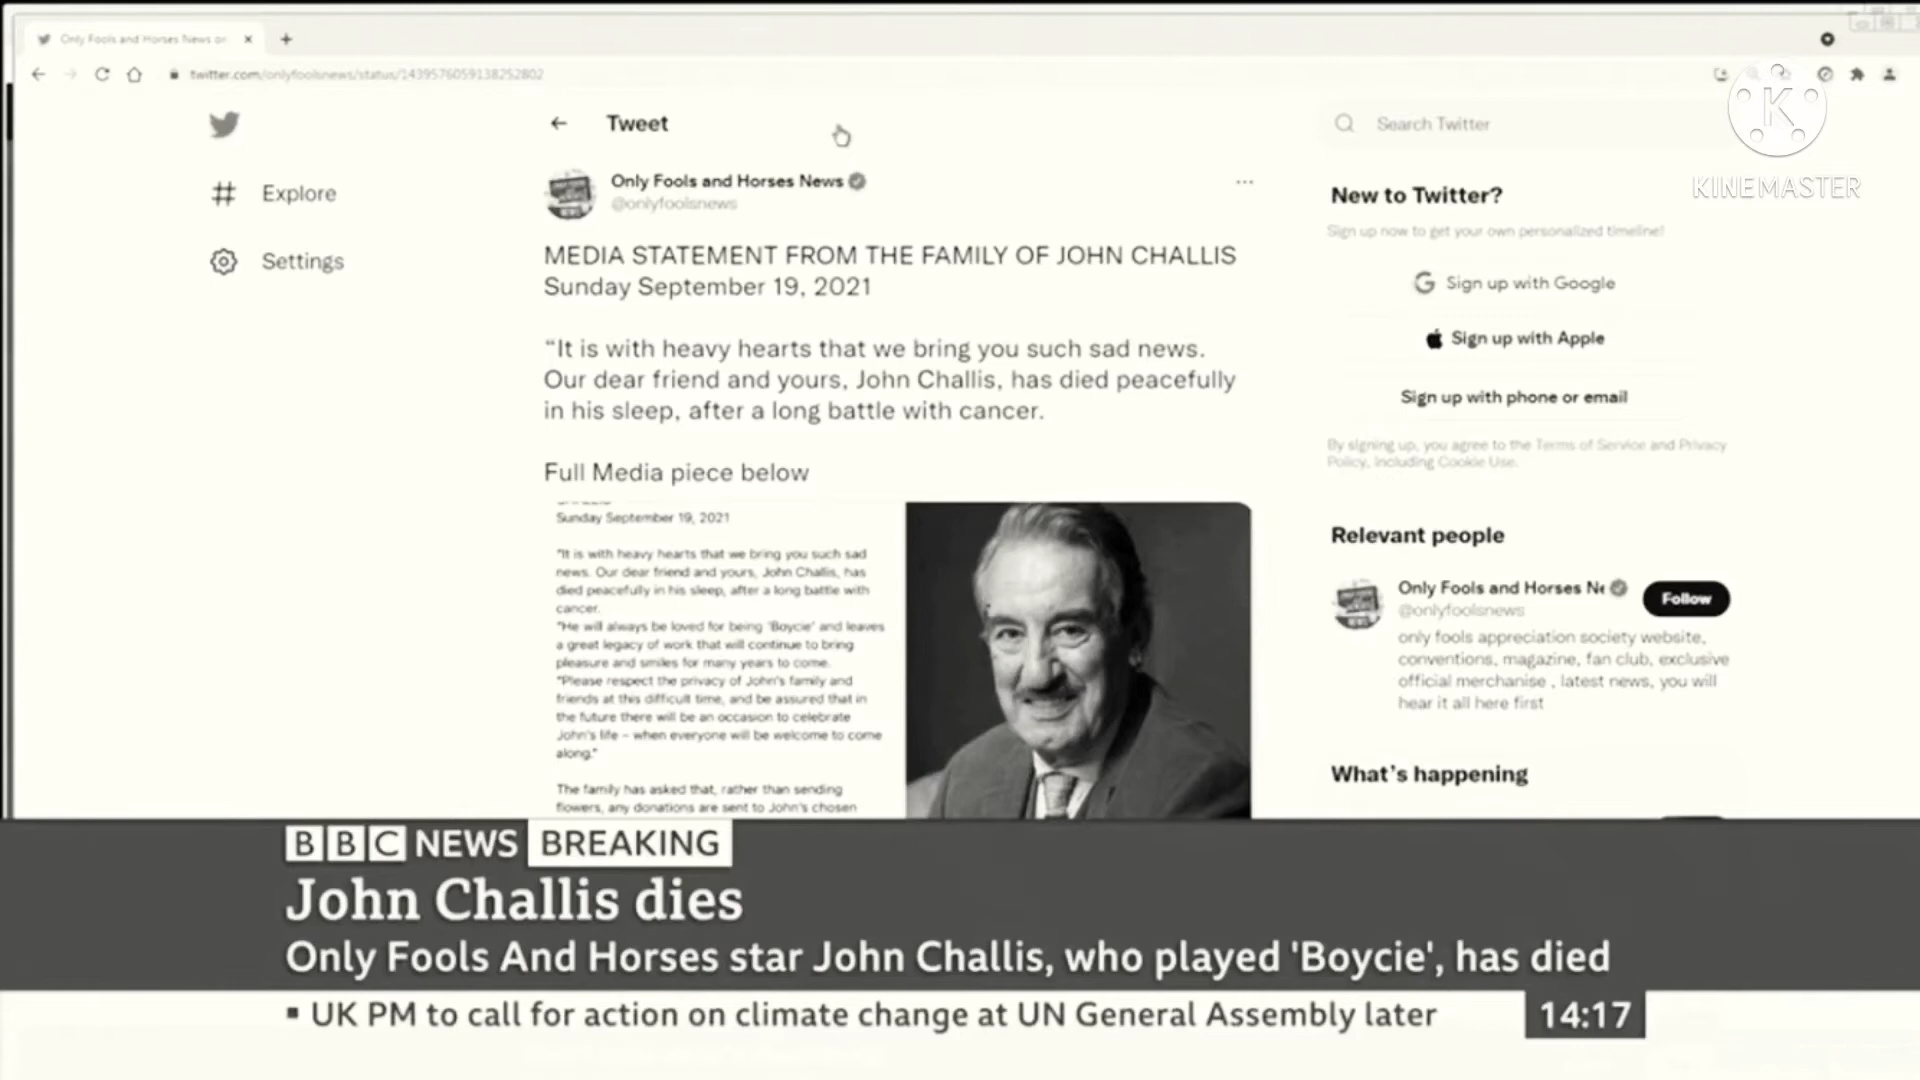 Only Fools and Horses News on
twitter.com/onlyfoolsnews/status/1439576059138252802
Tweet
Search Twitter
KINEMASTER
Explore
Settings
Only Fools and Horses News
@onlyfoolsnews
MEDIA STATEMENT FROM THE FAMILY OF JOHN CHALLIS
Sunday September 19, 2021
“It is with heavy hearts that we bring you such sad news.
Our dear friend and yours, John Challis, has died peacefully
in his sleep, after a long battle with cancer.
Full Media piece below
Sunday September 19, 2021
"It is with heavy hearts that we bring you such sad
news. Our dear friend and yours, John Challis, has
died peacefully in his sleep, after a long battle with
cancer.
"He will always be loved for being 'Boycie' and leaves
a great legacy of work that will continue to bring
pleasure and smiles for many years to come.
"Please respect the privacy of John's family and
friends at this difficult time, and be assured that in
the future there will be an occasion to celebrate
John's life – when everyone will be welcome to come
along."
The family has asked that, rather than sending
flowers, any donations are sent to John's chosen
New to Twitter?
Sign up now to get your own personalized timeline!
Sign up with Google
Sign up with Apple
Sign up with phone or email
By signing up, you agree to the Terms of Service and Privacy
Policy, including Cookie Use.
Relevant people
Only Fools and Horses Ne
@onlyfoolsnews
Follow
only fools appreciation society website,
conventions, magazine, fan club, exclusive
official merchanise , latest news, you will
hear it all here first
What's happening
BBC NEWS BREAKING
John Challis dies
Only Fools And Horses star John Challis, who played 'Boycie', has died
UK PM to call for action on climate change at UN General Assembly later
14:17